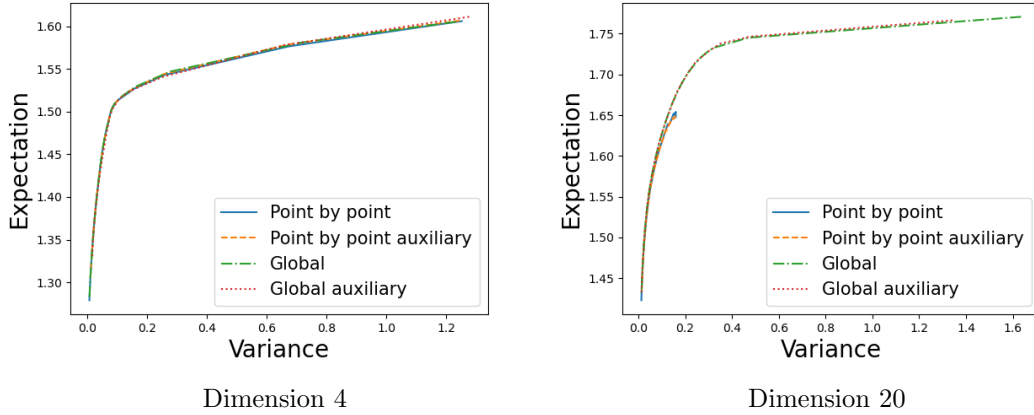 Expectation
1.60
1.55
1.50
1.45
1.40
1.35
1.30
0.0 0.2 0.4 0.6 0.8 1.0 1.2
Variance
Point by point
Point by point auxiliary
Global
Global auxiliary
Dimension 4
Expectation
1.75
1.70
1.65
1.60
1.55
1.50
1.45
0.0 0.2 0.4 0.6 0.8 1.0 1.2 1.4 1.6
Variance
Point by point
Point by point auxiliary
Global
Global auxiliary
Dimension 20